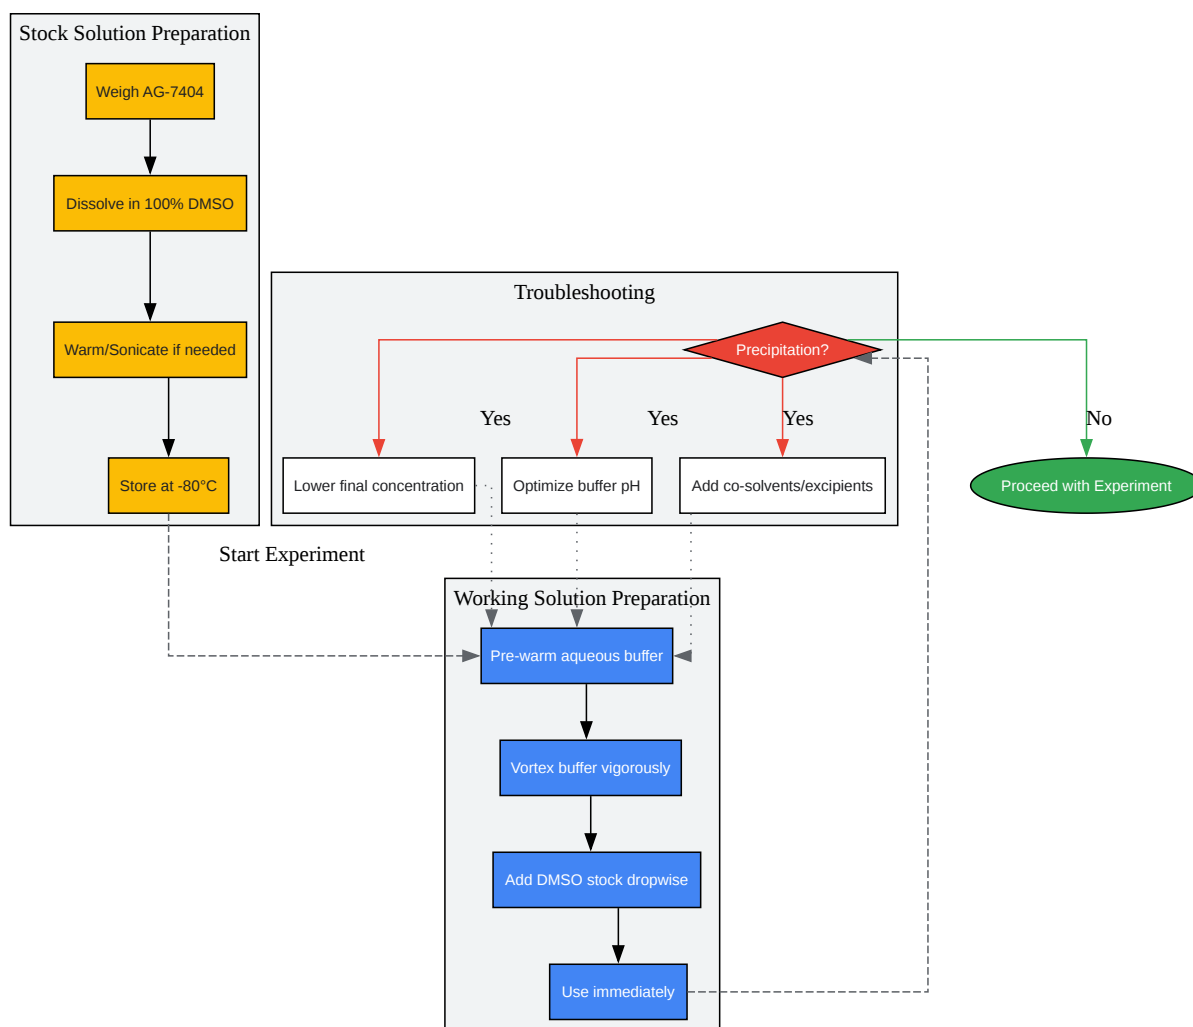 Stock Solution Preparation
Weigh AG-7404
Dissolve in 100% DMSO
Warm/Sonicate if needed
Store at -80°C
Start Experiment
Troubleshooting
Precipitation?
Yes
Yes
Yes
No
Lower final concentration
Optimize buffer pH
Add co-solvents/excipients
Proceed with Experiment
Working Solution Preparation
Pre-warm aqueous buffer
Vortex buffer vigorously
Add DMSO stock dropwise
Use immediately